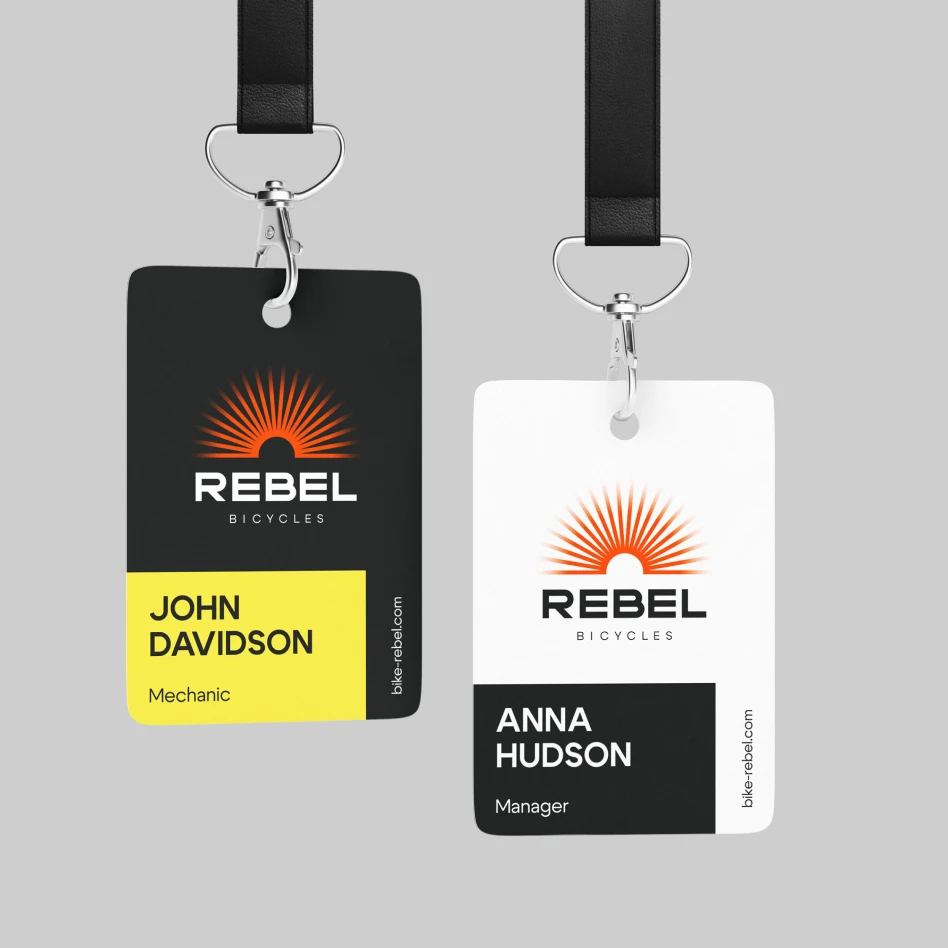 REBEL
BICYCLES
JOHN
DAVIDSON
Mechanic
bike-rebel.com
REBEL
BICYCLES
ANNA
HUDSON
Manager
bike-rebel.com